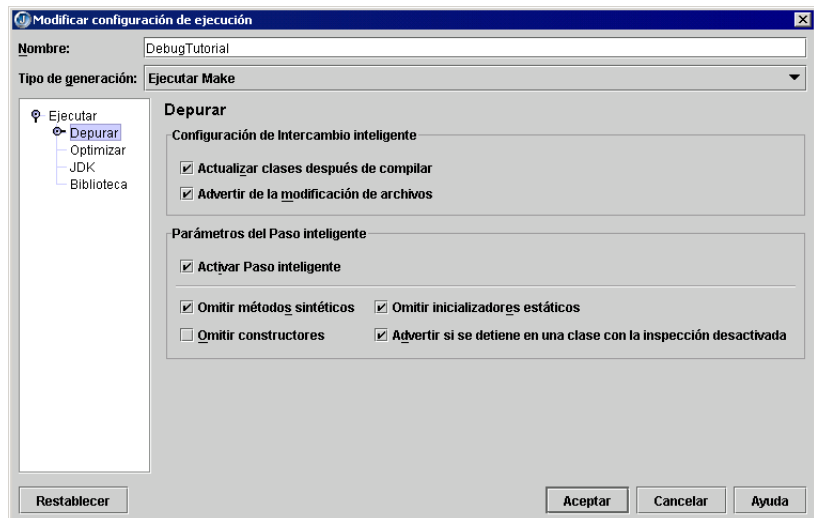 Modificar configuración de ejecución
Nombre: DebugTutorial
Tipo de generación: Ejecutar Make
Ejecutar
Depurar
Optimizar
JDK
Biblioteca
Depurar
Configuración de Intercambio inteligente
Actualizar clases después de compilar
Advertir de la modificación de archivos
Parámetros del Paso inteligente
Activar Paso inteligente
Omitir métodos sintéticos Omitir inicializadores estáticos
Omitir constructores Advertir si se detiene en una clase con la inspección desactivada
Restablecer Aceptar Cancelar Ayuda